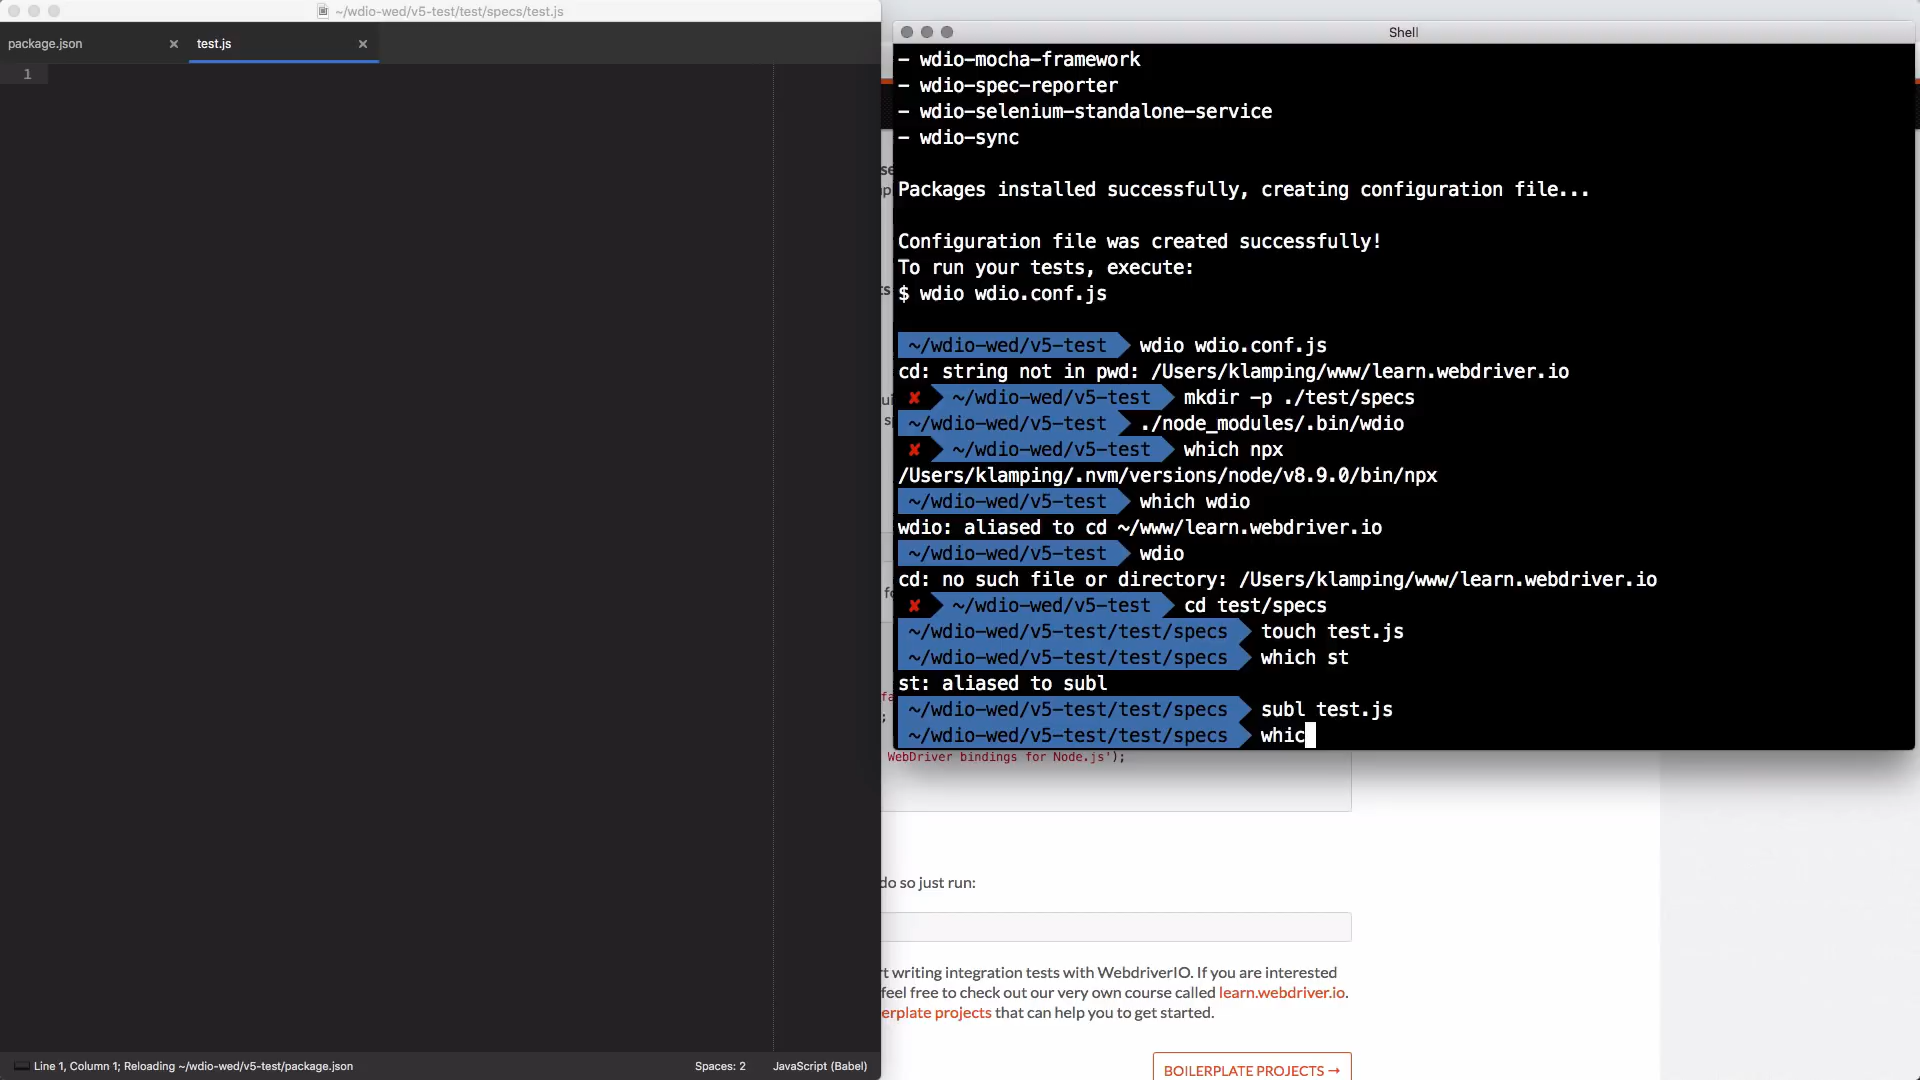 ~/wdio-wed/v5-test/test/specs/test.js
package.json
test.js
1
Line 1, Column 1; Reloading ~/wdio-wed/v5-test/package.json
Spaces: 2
JavaScript (Babel)
Shell
- wdio-mocha-framework
- wdio-spec-reporter
- wdio-selenium-standalone-service
- wdio-sync
Packages installed successfully, creating configuration file...
Configuration file was created successfully!
To run your tests, execute:
$ wdio wdio.conf.js
~/wdio-wed/v5-test wdio wdio.conf.js
cd: string not in pwd: /Users/klamping/www/learn.webdriver.io
✘ ~/wdio-wed/v5-test mkdir -p ./test/specs
~/wdio-wed/v5-test ./node_modules/.bin/wdio
✘ ~/wdio-wed/v5-test which npx
/Users/klamping/.nvm/versions/node/v8.9.0/bin/npx
~/wdio-wed/v5-test which wdio
wdio: aliased to cd ~/www/learn.webdriver.io
~/wdio-wed/v5-test wdio
cd: no such file or directory: /Users/klamping/www/learn.webdriver.io
✘ ~/wdio-wed/v5-test cd test/specs
~/wdio-wed/v5-test/test/specs touch test.js
~/wdio-wed/v5-test/test/specs which st
st: aliased to subl
~/wdio-wed/v5-test/test/specs subl test.js
~/wdio-wed/v5-test/test/specs whic
WebDriver bindings for Node.js');
do so just run:
rt writing integration tests with WebdriverIO. If you are interested
feel free to check out our very own course called learn.webdriver.io.
erplate projects that can help you to get started.
BOILERPLATE PROJECTS →